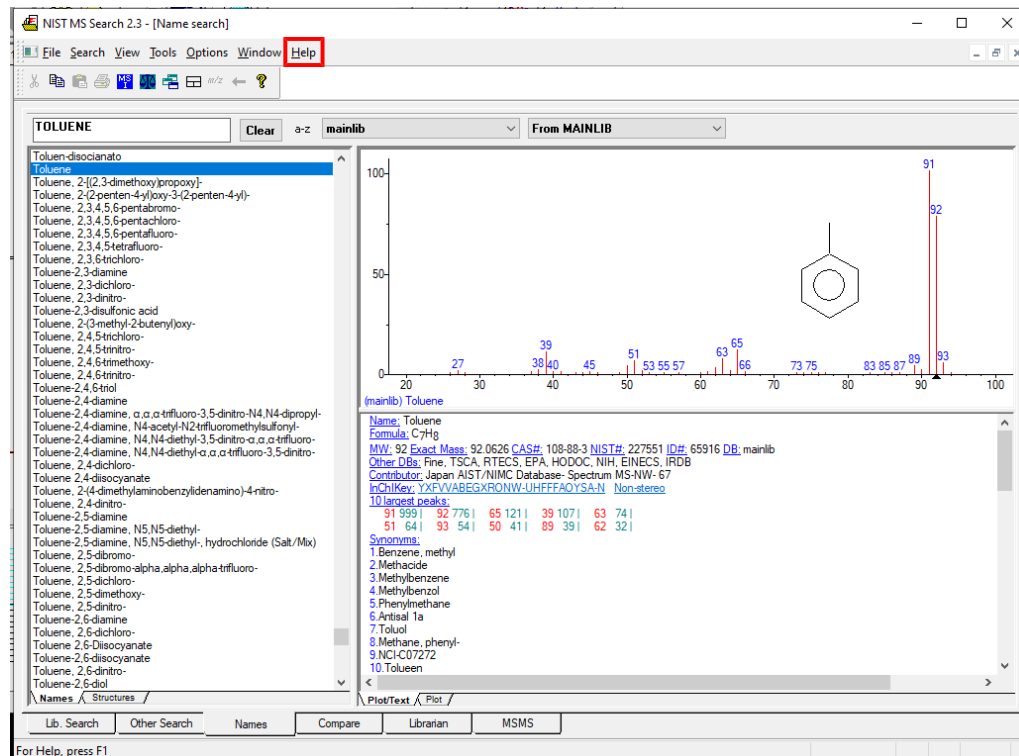 NIST MS Search 2.3 - [Name search]
File Search View Tools Options Window Help
TOLUENE Clear a-z mainlib From MAINLIB
Toluen-disocianato
Toluene
Toluene, 2-[(2,3-dimethoxy)propoxy]-
Toluene, 2-(2-penten-4-yl)oxy-3-(2-penten-4-yl)-
Toluene, 2,3,4,5,6-pentabromo-
Toluene, 2,3,4,5,6-pentachloro-
Toluene, 2,3,4,5,6-pentafluoro-
Toluene, 2,3,4,5-tetrafluoro-
Toluene, 2,3,6-trichloro-
Toluene-2,3-diamine
Toluene, 2,3-dichloro-
Toluene, 2,3-dinitro-
Toluene-2,3-disulfonic acid
Toluene, 2-(3-methyl-2-butenyl)oxy-
Toluene, 2,4,5-trichloro-
Toluene, 2,4,5-trinitro-
Toluene, 2,4,6-trimethoxy-
Toluene, 2,4,6-trinitro-
Toluene-2,4,6-triol
Toluene-2,4-diamine
Toluene-2,4-diamine, α,α,α-trifluoro-3,5-dinitro-N4,N4-dipropyl-
Toluene-2,4-diamine, N4-acetyl-N2-trifluoromethylsulfonyl-
Toluene-2,4-diamine, N4,N4-diethyl-3,5-dinitro-α,α,α-trifluoro-
Toluene-2,4-diamine, N4,N4-diethyl-α,α,α-trifluoro-3,5-dinitro-
Toluene, 2,4-dichloro-
Toluene 2,4-diisocyanate
Toluene, 2-(4-dimethylaminobenzylidenamino)-4-nitro-
Toluene, 2,4-dinitro-
Toluene-2,5-diamine
Toluene-2,5-diamine, N5,N5-diethyl-
Toluene-2,5-diamine, N5,N5-diethyl-, hydrochloride (Salt/Mix)
Toluene, 2,5-dibromo-
Toluene, 2,5-dibromo-alpha,alpha,alpha-trifluoro-
Toluene, 2,5-dichloro-
Toluene, 2,5-dimethoxy-
Toluene, 2,5-dinitro-
Toluene-2,6-diamine
Toluene, 2,6-dichloro-
Toluene 2,6-Diisocyanate
Toluene-2,6-diisocyanate
Toluene, 2,6-dinitro-
Toluene-2,6-diol
Names Structures
100
50
0
91
92
39
65
51
63
27 38 40 45 53 55 57 66 73 75 83 85 87 89 93
20 30 40 50 60 70 80 90 100
(mainlib) Toluene
Name: Toluene
Formula: C7H8
MW: 92 Exact Mass: 92.0626 CAS#: 108-88-3 NIST#: 227551 ID#: 65916 DB: mainlib
Other DBs: Fine, TSCA, RTECS, EPA, HODOC, NIH, EINECS, IRDB
Contributor: Japan AIST/NIMC Database- Spectrum MS-NW- 67
InChIKey: YXFVVABEGXRONW-UHFFFAOYSA-N Non-stereo
10 largest peaks:
91 999 | 92 776 | 65 121 | 39 107 | 63 74 |
51 64 | 93 54 | 50 41 | 89 39 | 62 32 |
Synonyms:
1.Benzene, methyl
2.Methacide
3.Methylbenzene
4.Methylbenzol
5.Phenylmethane
6.Antisal 1a
7.Toluol
8.Methane, phenyl-
9.NCI-C07272
10.Tolueen
Plot/Text Plot
Lib. Search Other Search Names Compare Librarian MSMS
For Help, press F1